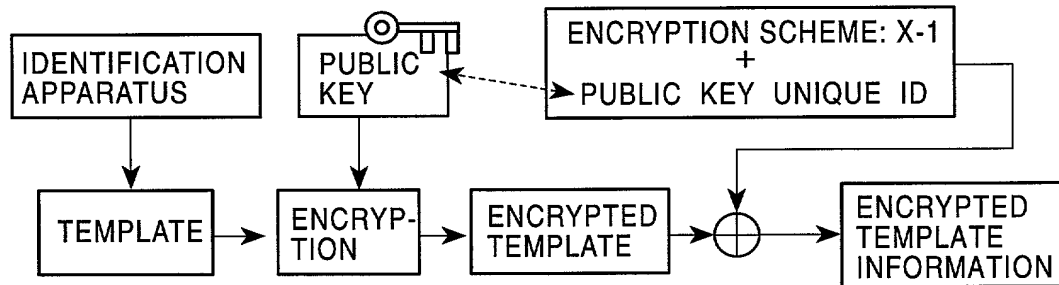 IDENTIFICATION
APPARATUS
PUBLIC
KEY
ENCRYPTION SCHEME: X-1
+
PUBLIC KEY UNIQUE ID
TEMPLATE
ENCRYP-
TION
ENCRYPTED
TEMPLATE
ENCRYPTED
TEMPLATE
INFORMATION